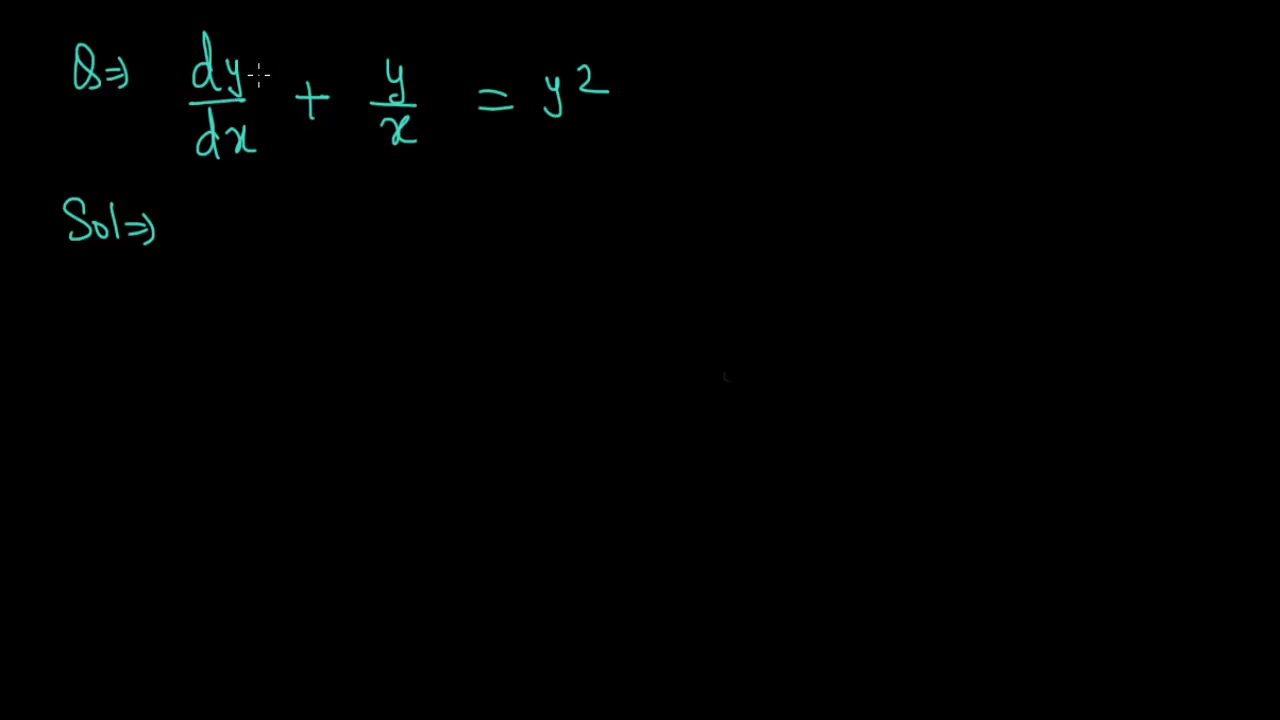 Q⇒ dy/dx + y/x = y²
Sol⇒